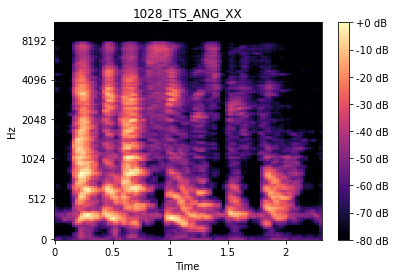 1028_ITS_ANG_XX
+0 dB
8192
-10 dB
4096
-20 dB
-30 dB
2048
Hz
-40 dB
1024
-50 dB
512
-60 dB
-70 dB
0
-80 dB
0 0.5 1 1.5 2
Time